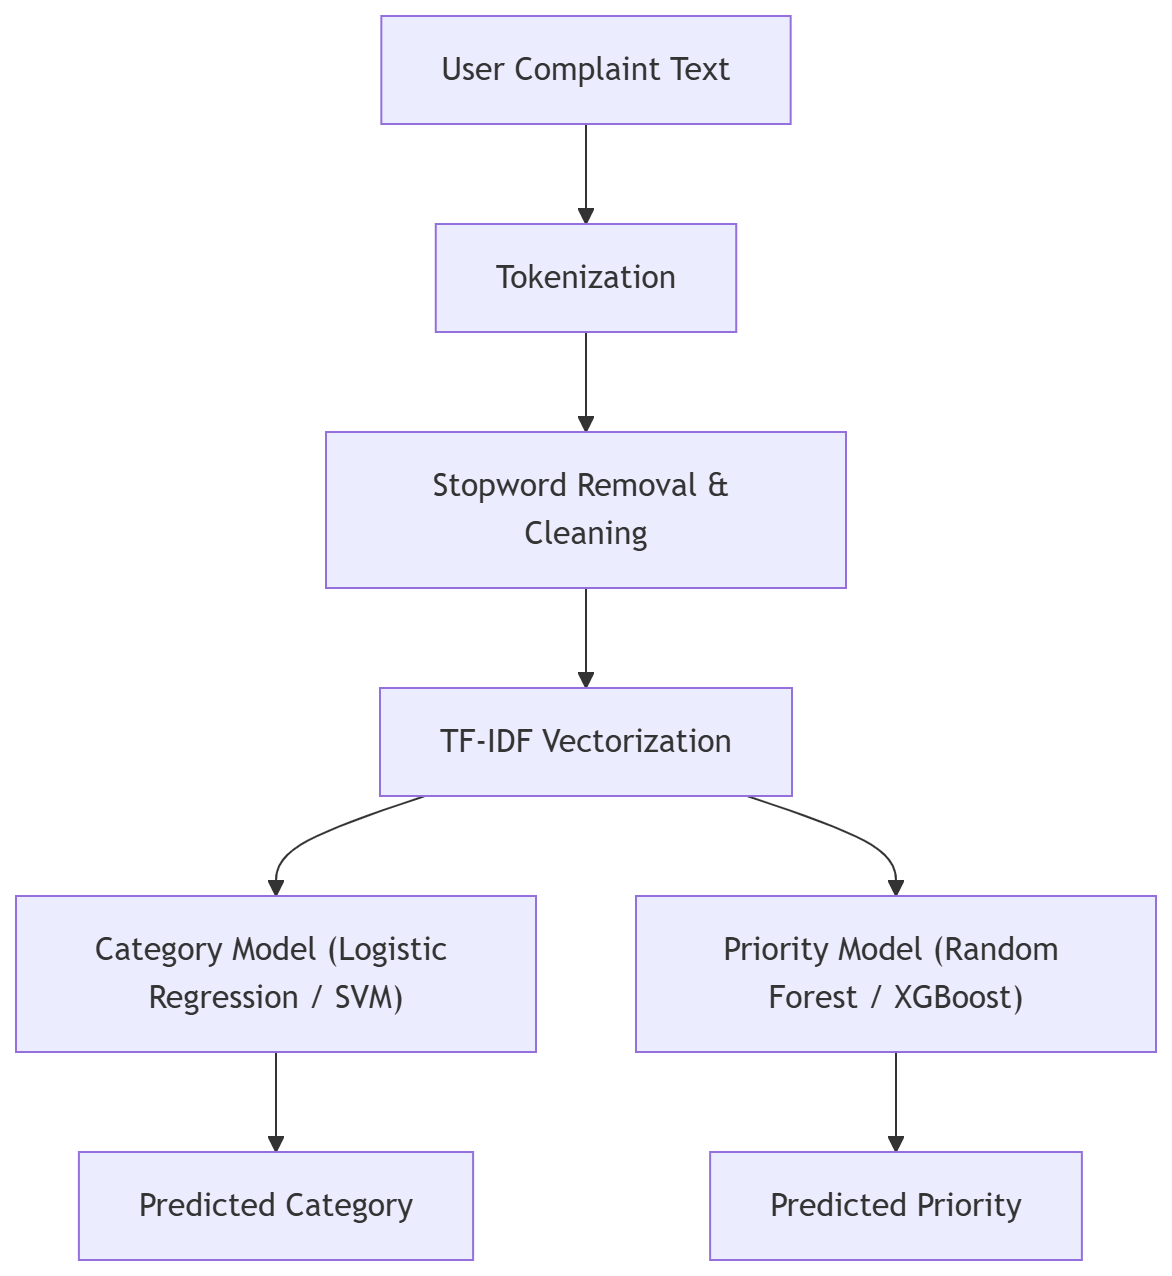 User Complaint Text
Tokenization
Stopword Removal &
Cleaning
TF-IDF Vectorization
Category Model (Logistic
Regression / SVM)
Priority Model (Random
Forest / XGBoost)
Predicted Category
Predicted Priority